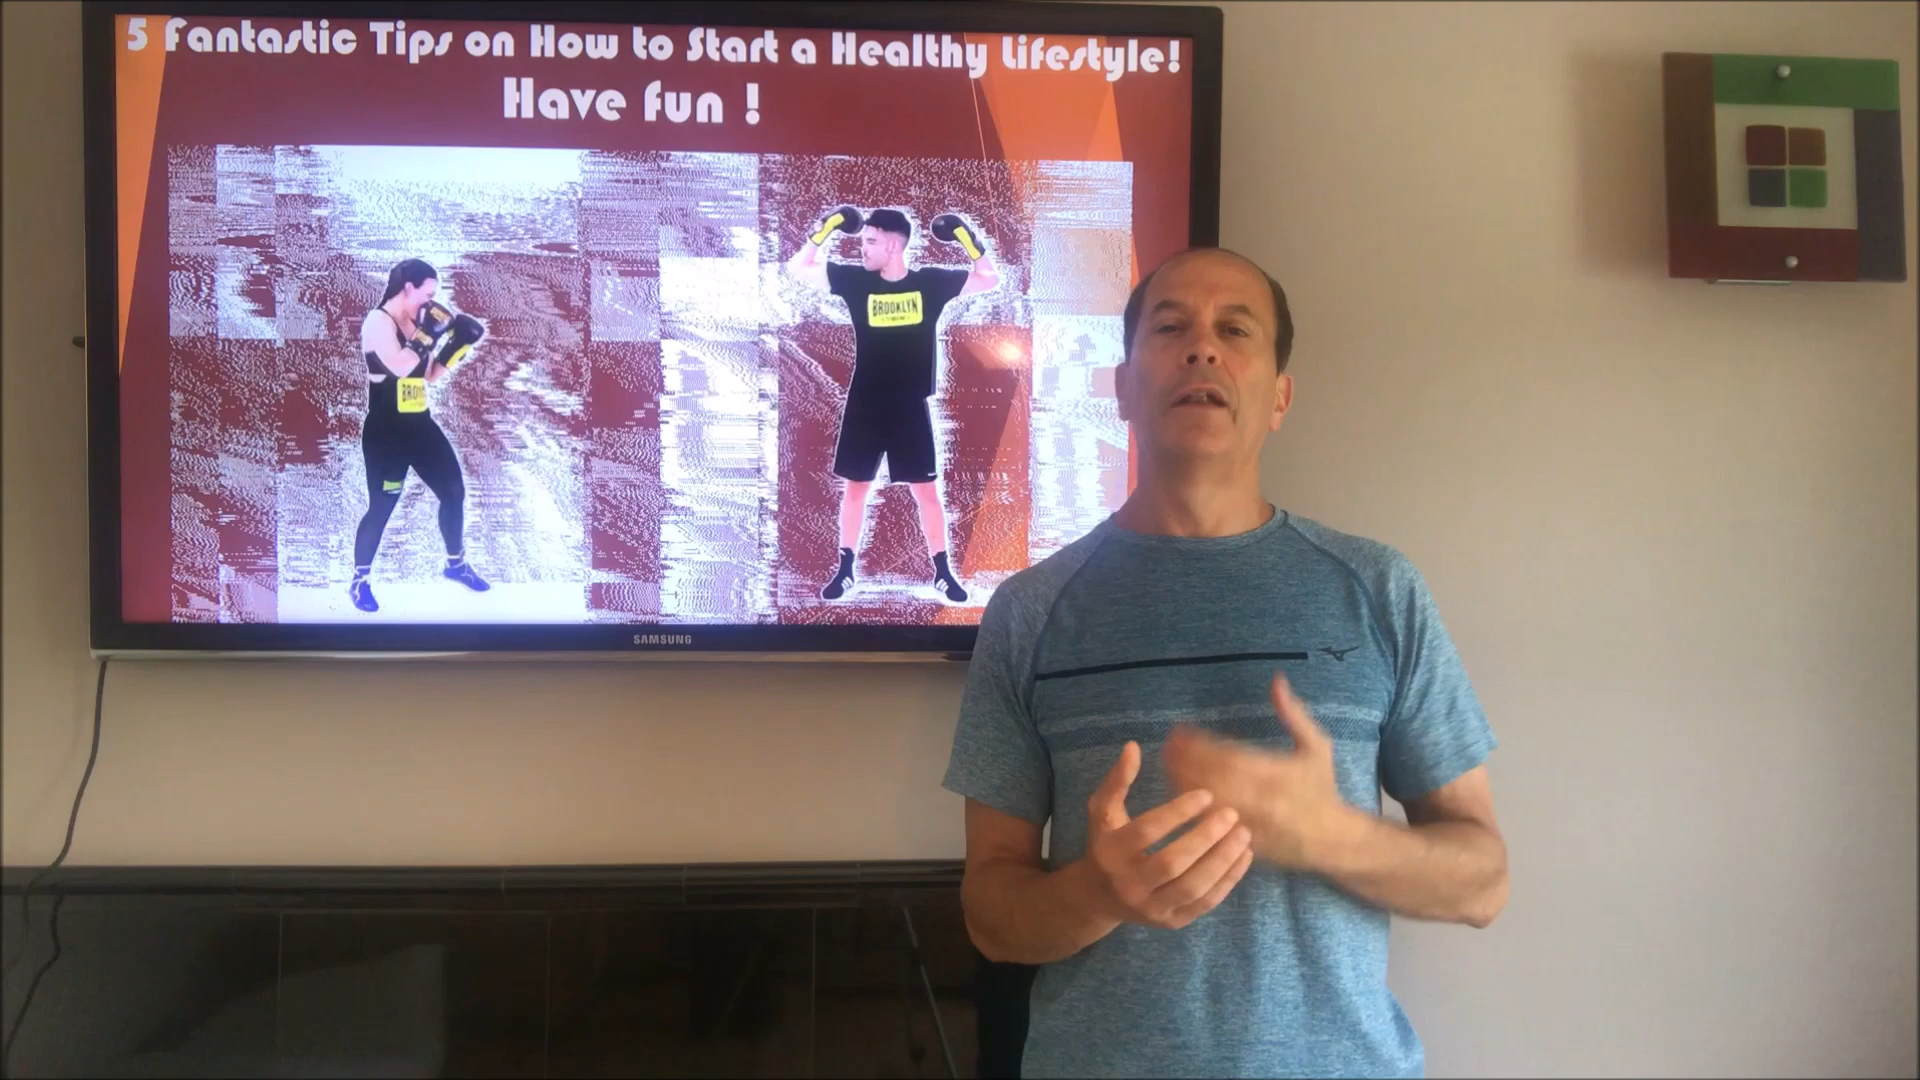 5 Fantastic Tips on How to Start a Healthy Lifestyle!
Have fun !
BROOKLYN
SAMSUNG